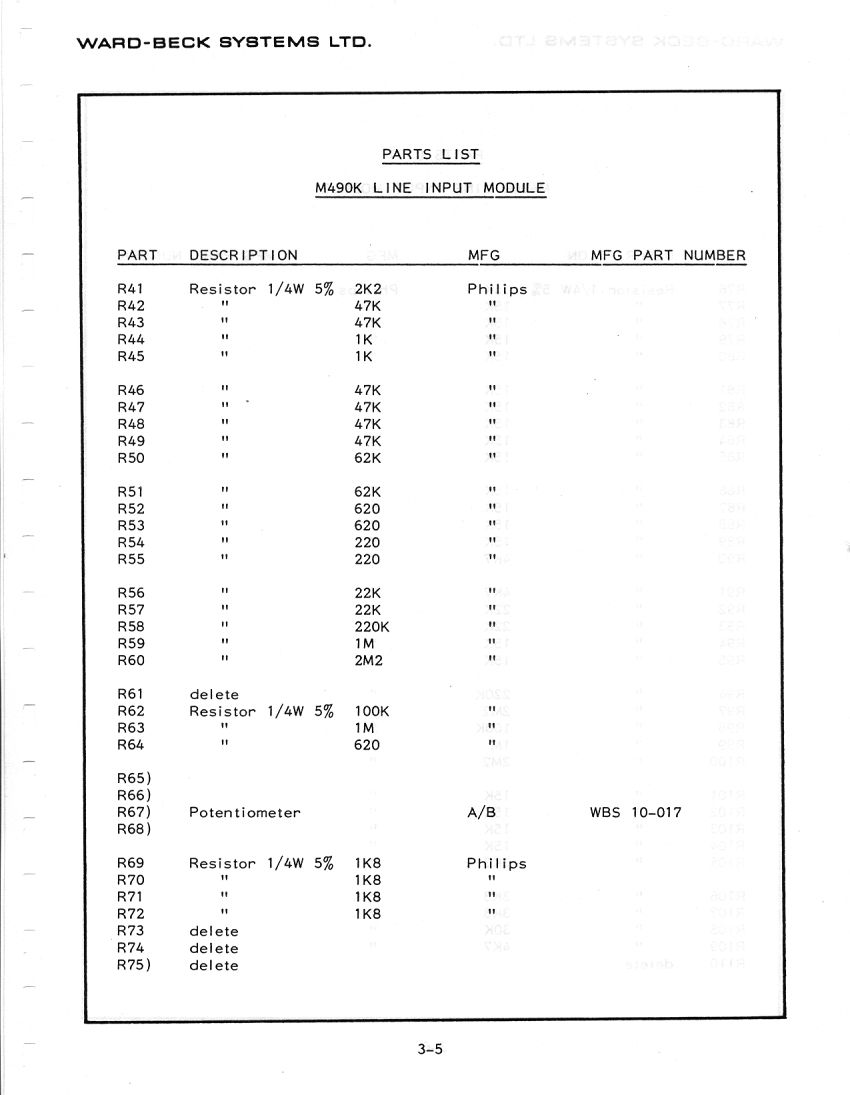 WARD-BECK SYSTEMS LTD.
PARTS LIST
M490K LINE INPUT MODULE
PART DESCRIPTION MFG MFG PART NUMBER
R41 Resistor 1/4W 5% 2K2 Philips
R42 " 47K "
R43 " 47K "
R44 " 1K "
R45 " 1K "
R46 " 47K "
R47 " 47K "
R48 " 47K "
R49 " 47K "
R50 " 62K "
R51 " 62K "
R52 " 620 "
R53 " 620 "
R54 " 220 "
R55 " 220 "
R56 " 22K "
R57 " 22K "
R58 " 220K "
R59 " 1M "
R60 " 2M2 "
R61 delete
R62 Resistor 1/4W 5% 100K "
R63 " 1M "
R64 " 620 "
R65)
R66)
R67) Potentiometer A/B WBS 10-017
R68)
R69 Resistor 1/4W 5% 1K8 Philips
R70 " 1K8 "
R71 " 1K8 "
R72 " 1K8 "
R73 delete
R74 delete
R75) delete
3-5